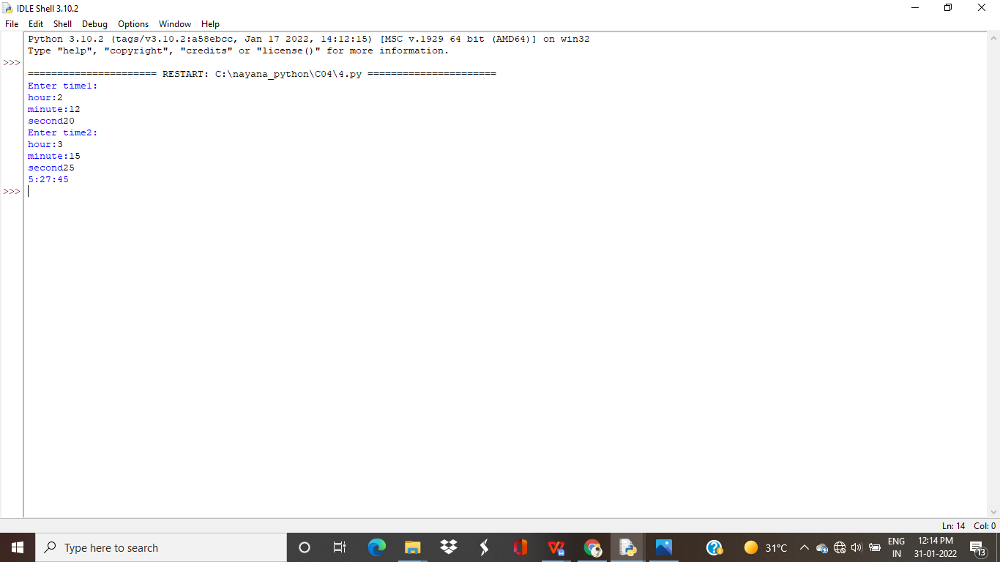 IDLE Shell 3.10.2
File Edit Shell Debug Options Window Help
Python 3.10.2 (tags/v3.10.2:a58ebcc, Jan 17 2022, 14:12:15) [MSC v.1929 64 bit (AMD64)] on win32
Type "help", "copyright", "credits" or "license()" for more information.
>>>
====================== RESTART: C:\nayana_python\C04\4.py ======================
Enter time1:
hour:2
minute:12
second20
Enter time2:
hour:3
minute:15
second25
5:27:45
>>>
Ln: 14 Col: 0
Type here to search
31°C
ENG
IN
12:14 PM
31-01-2022
13